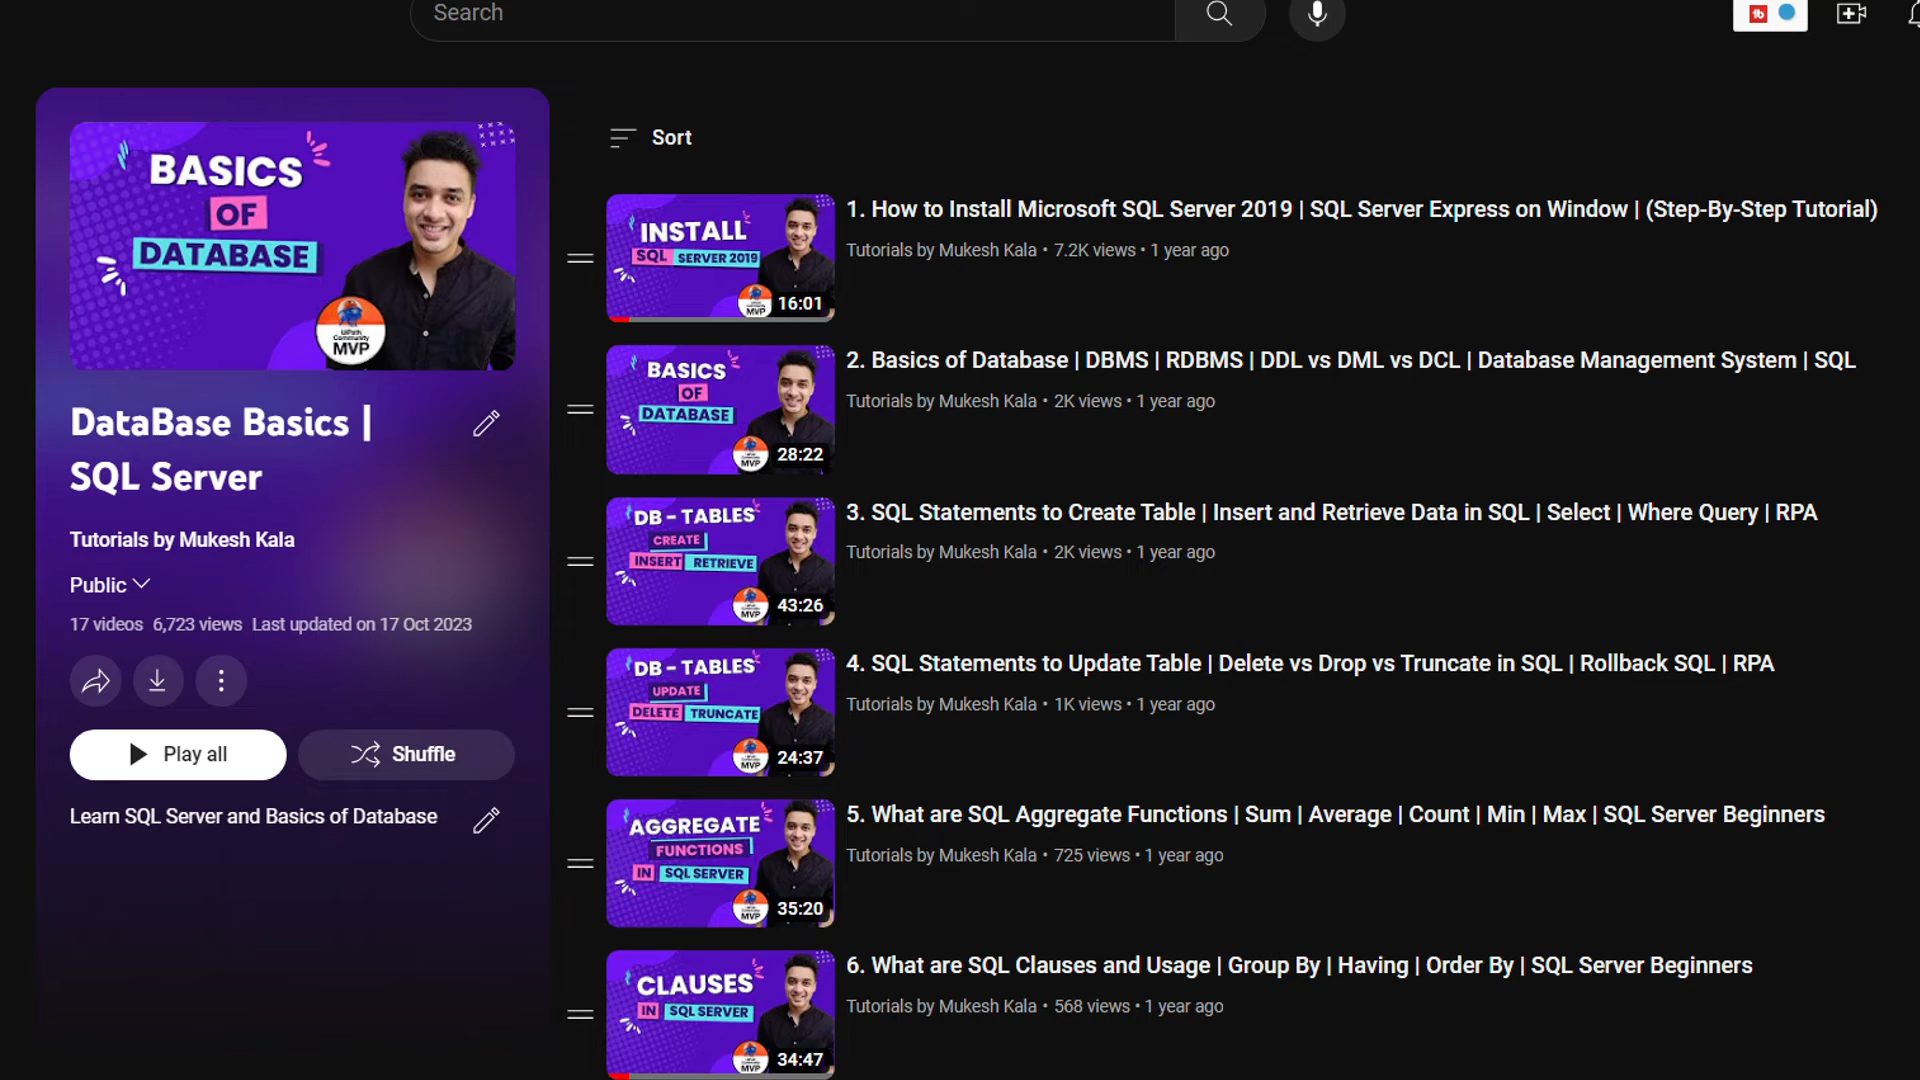 Search
BASICS
OF
DATABASE
UiPath
Community
MVP
DataBase Basics |
SQL Server
Tutorials by Mukesh Kala
Public
17 videos 6,723 views Last updated on 17 Oct 2023
Play all
Shuffle
Learn SQL Server and Basics of Database
Sort
INSTALL
SQL SERVER 2019
MVP
16:01
1. How to Install Microsoft SQL Server 2019 | SQL Server Express on Window | (Step-By-Step Tutorial)
Tutorials by Mukesh Kala • 7.2K views • 1 year ago
BASICS
OF
DATABASE
MVP
28:22
2. Basics of Database | DBMS | RDBMS | DDL vs DML vs DCL | Database Management System | SQL
Tutorials by Mukesh Kala • 2K views • 1 year ago
DB - TABLES
CREATE
INSERT RETRIEVE
MVP
43:26
3. SQL Statements to Create Table | Insert and Retrieve Data in SQL | Select | Where Query | RPA
Tutorials by Mukesh Kala • 2K views • 1 year ago
DB - TABLES
UPDATE
DELETE TRUNCATE
MVP
24:37
4. SQL Statements to Update Table | Delete vs Drop vs Truncate in SQL | Rollback SQL | RPA
Tutorials by Mukesh Kala • 1K views • 1 year ago
AGGREGATE
FUNCTIONS
IN SQL SERVER
MVP
35:20
5. What are SQL Aggregate Functions | Sum | Average | Count | Min | Max | SQL Server Beginners
Tutorials by Mukesh Kala • 725 views • 1 year ago
CLAUSES
IN SQL SERVER
MVP
34:47
6. What are SQL Clauses and Usage | Group By | Having | Order By | SQL Server Beginners
Tutorials by Mukesh Kala • 568 views • 1 year ago